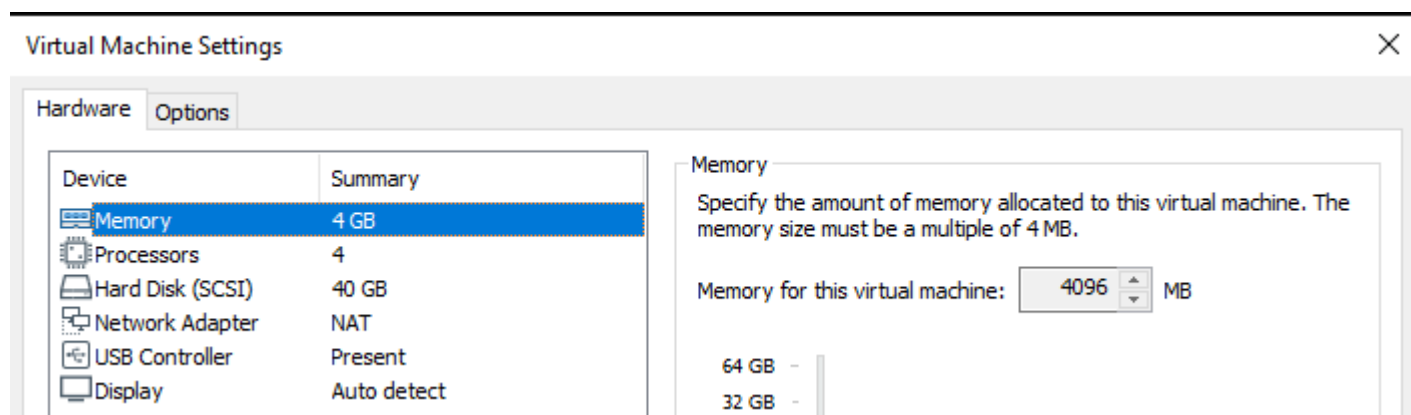 Virtual Machine Settings
Hardware Options
Device Summary
Memory 4 GB
Processors 4
Hard Disk (SCSI) 40 GB
Network Adapter NAT
USB Controller Present
Display Auto detect
Memory
Specify the amount of memory allocated to this virtual machine. The
memory size must be a multiple of 4 MB.
Memory for this virtual machine: 4096 MB
64 GB
32 GB